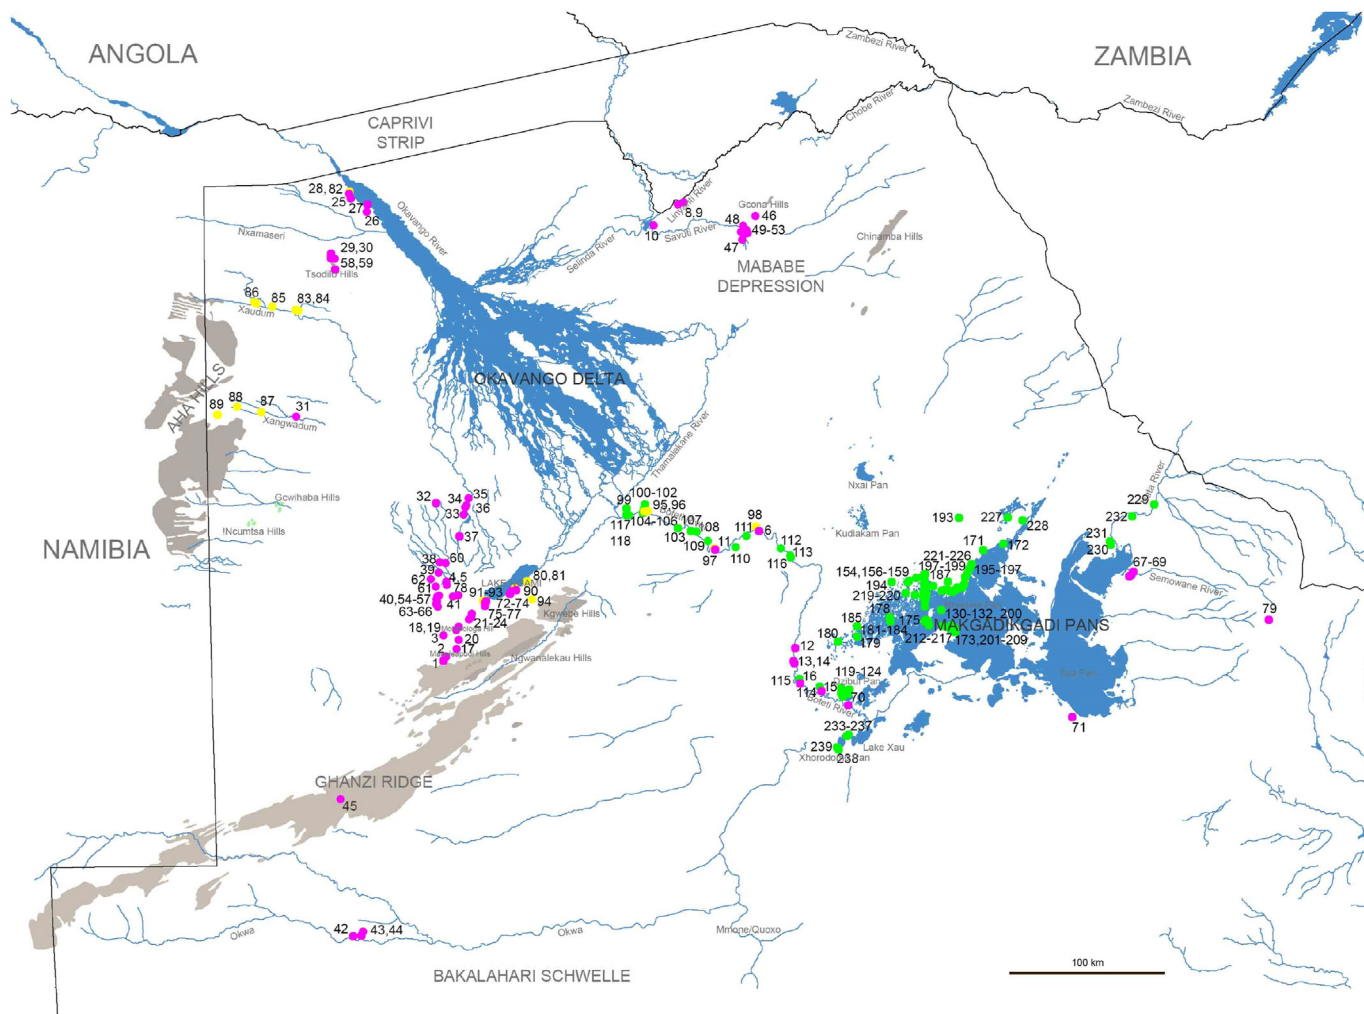 ANGOLA
ZAMBIA
Zambezi River
Zambezi River
CAPRIVI
STRIP
Chobe River
28, 82
25
27
26
Okavango River
Linyanti River
8,9
10
Savuti River
Selinda River
Gcona Hills
46
48
49-53
47
Chinamba Hills
MABABE
DEPRESSION
Nxamaseri
29,30
58,59
Tsodilo Hills
86
85
83,84
Xaudum
AHA HILLS
OKAVANGO DELTA
89
88
87
31
Xangwadum
Thamalakane River
Nxai Pan
Gcwihaba Hills
!Ncumtsa Hills
NAMIBIA
32
34
35
36
33
37
100-102
99
95,96
117
104-106
107
118
103
108
109
97
11
110
111
98
6
112
113
116
Kudiakam Pan
193
227
228
229
232
231
230
67-69
Semowane River
79
38
60
39
62
61
4,5
78
40,54-57
41
63-66
LAKE NGAMI
80,81
91-93
90
72-74
94
75-77
21-24
Kgwebe Hills
18,19
3
20
2
17
1
Ngwanalekau Hills
171
172
221-226
154,156-159
197-199
195-197
194
187
219-220
130-132, 200
178
175
MAKGADIKGADI PANS
185
181-184
212-217
173,201-209
180
179
12
13,14
119-124
115
16
15
114
70
Boteti River
71
233-237
239
Lake Xau
238
GHANZI RIDGE
45
42
43,44
Okwa
Okwa
Mmone/Quoxo
BAKALAHARI SCHWELLE
100 km